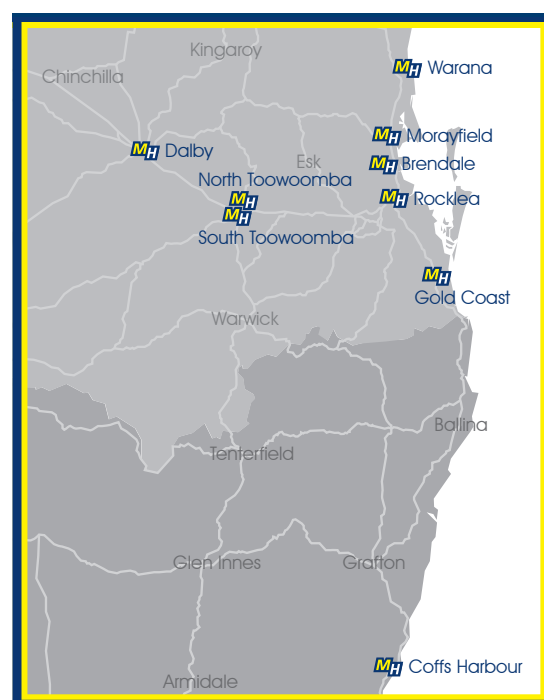 Kingaroy
Chinchilla
MH Warana
MH Morayfield
MH Dalby
Esk
MH Brendale
North Toowoomba
MH
MH Rocklea
MH
South Toowoomba
MH
Gold Coast
Warwick
Ballina
Tenterfield
Glen Innes
Grafton
MH Coffs Harbour
Armidale